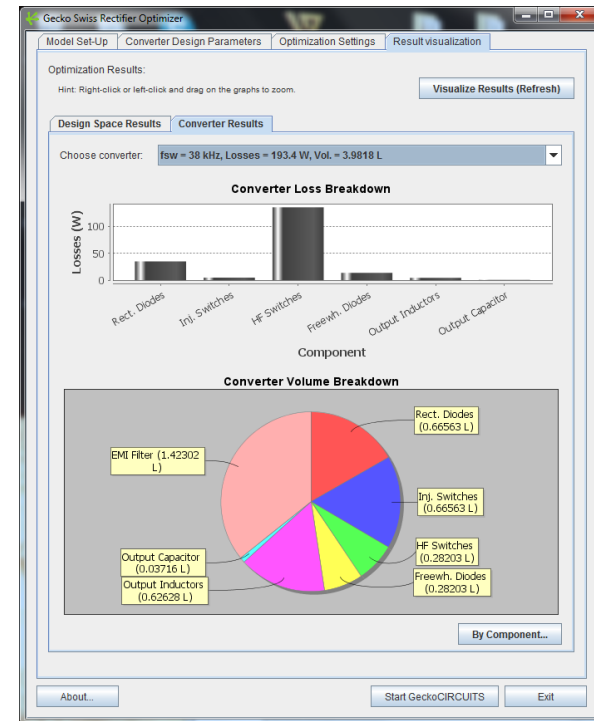 Gecko Swiss Rectifier Optimizer
Model Set-Up
Converter Design Parameters
Optimization Settings
Result visualization
Optimization Results:
Hint: Right-click or left-click and drag on the graphs to zoom.
Visualize Results (Refresh)
Design Space Results
Converter Results
Choose converter:
fsw = 38 kHz, Losses = 193.4 W, Vol. = 3.9818 L
Converter Loss Breakdown
Losses (W)
100
50
0
Rect. Diodes
Inj. Switches
HF Switches
Freewh. Diodes
Output Inductors
Output Capacitor
Component
Converter Volume Breakdown
Rect. Diodes
(0.66563 L)
EMI Filter (1.42302
L)
Inj. Switches
(0.66563 L)
HF Switches
(0.28203 L)
Output Capacitor
(0.03716 L)
Freewh. Diodes
(0.28203 L)
Output Inductors
(0.62628 L)
By Component...
About...
Start GeckoCIRCUITS
Exit